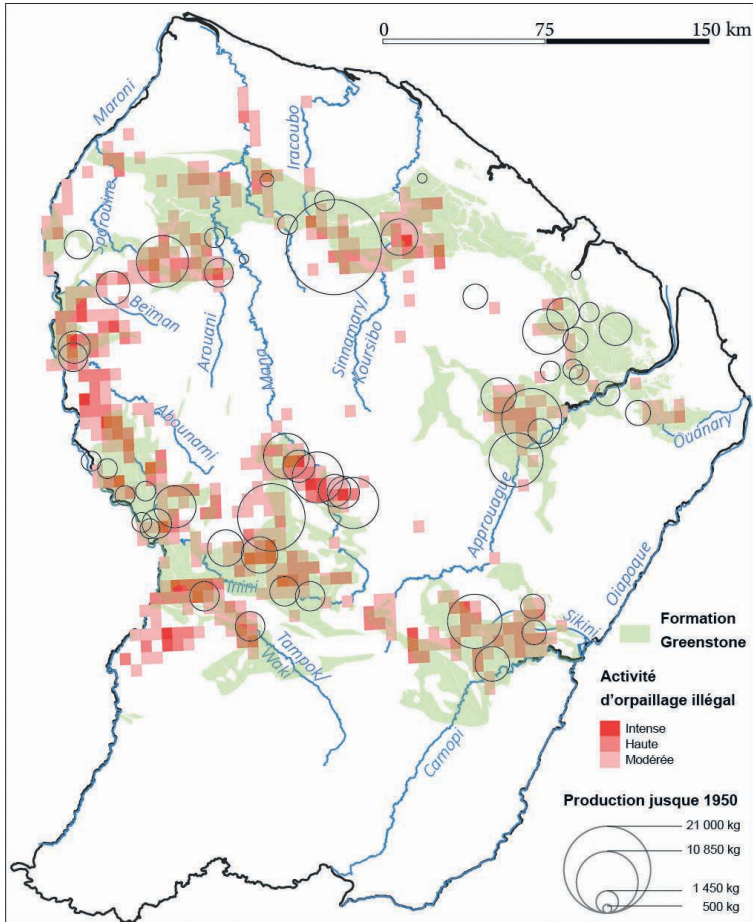 0 75 150 km
Maroni
Iracoubo
Sparouine
Beïman
Arouani
Mana
Sinnamary/
Koursibo
Abounami
Ouanary
Approuague
Oiapoque
Inini
Sikini
Tampok/
Waki
Camopi
Formation
Greenstone
Activité
d'orpaillage illégal
Intense
Haute
Modérée
Production jusque 1950
21 000 kg
10 850 kg
1 450 kg
500 kg